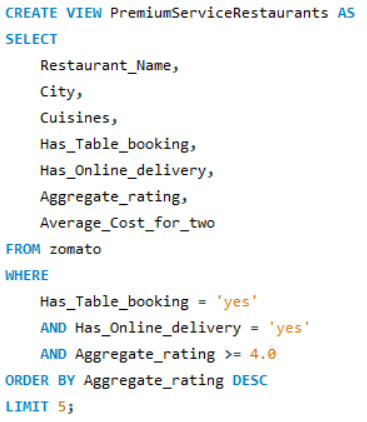 CREATE VIEW PremiumServiceRestaurants AS
SELECT
    Restaurant_Name,
    City,
    Cuisines,
    Has_Table_booking,
    Has_Online_delivery,
    Aggregate_rating,
    Average_Cost_for_two
FROM zomato
WHERE
    Has_Table_booking = 'yes'
    AND Has_Online_delivery = 'yes'
    AND Aggregate_rating >= 4.0
ORDER BY Aggregate_rating DESC
LIMIT 5;